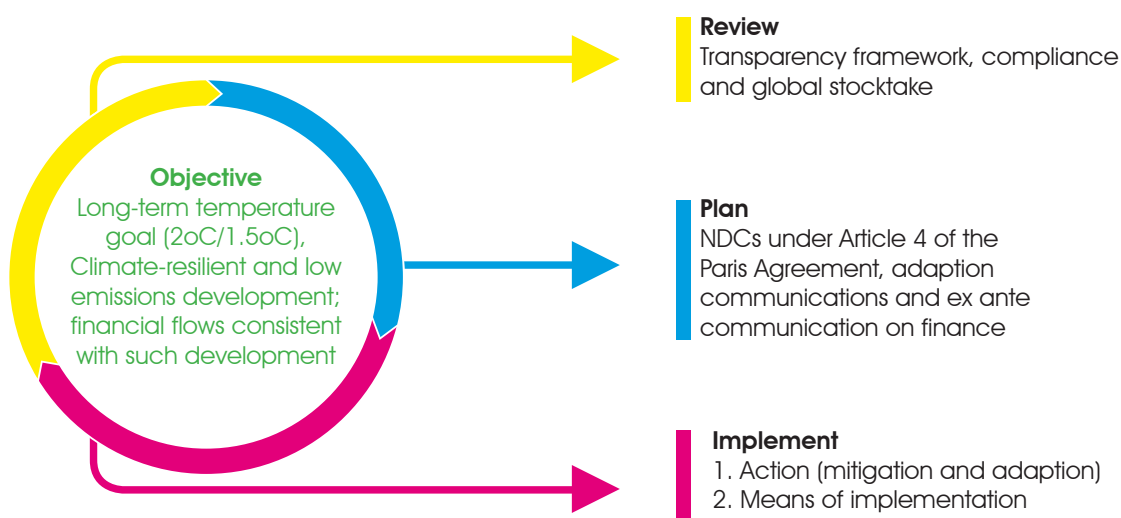 Objective
Long-term temperature
goal (2oC/1.5oC),
Climate-resilient and low
emissions development;
financial flows consistent
with such development
Review
Transparency framework, compliance
and global stocktake
Plan
NDCs under Article 4 of the
Paris Agreement, adaption
communications and ex ante
communication on finance
Implement
1. Action (mitigation and adaption)
2. Means of implementation